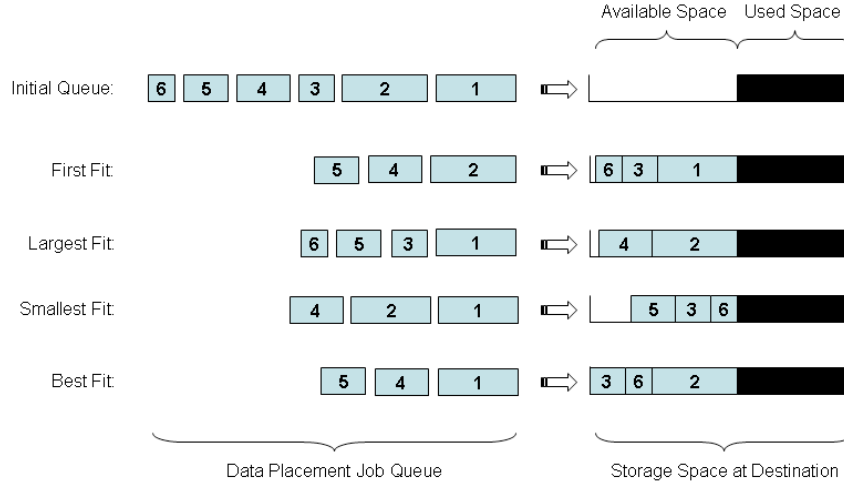 Available Space Used Space
Initial Queue: 6 5 4 3 2 1
First Fit: 5 4 2 6 3 1
Largest Fit: 6 5 3 1 4 2
Smallest Fit: 4 2 1 5 3 6
Best Fit: 5 4 1 3 6 2
Data Placement Job Queue Storage Space at Destination